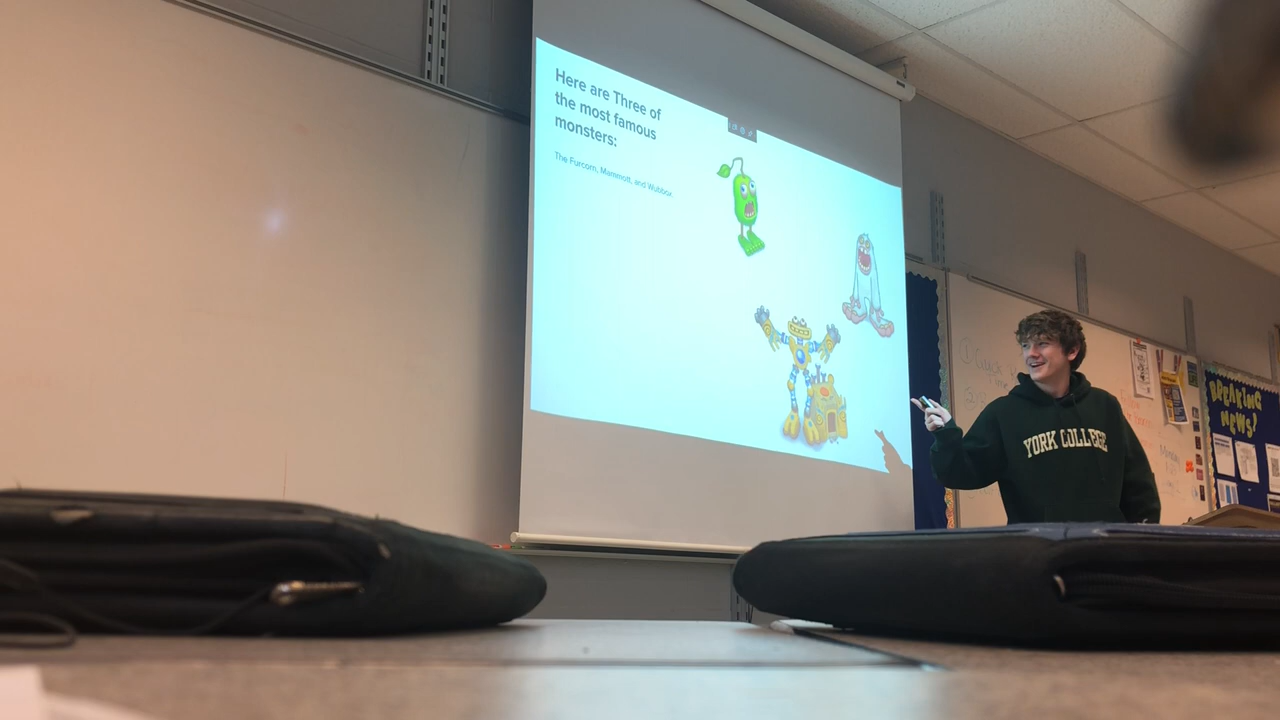 Here are Three of
the most famous
monsters:
The Furcorn, Mammott, and Wubbox.
YORK COLLEGE
BREAKING
NEWS!